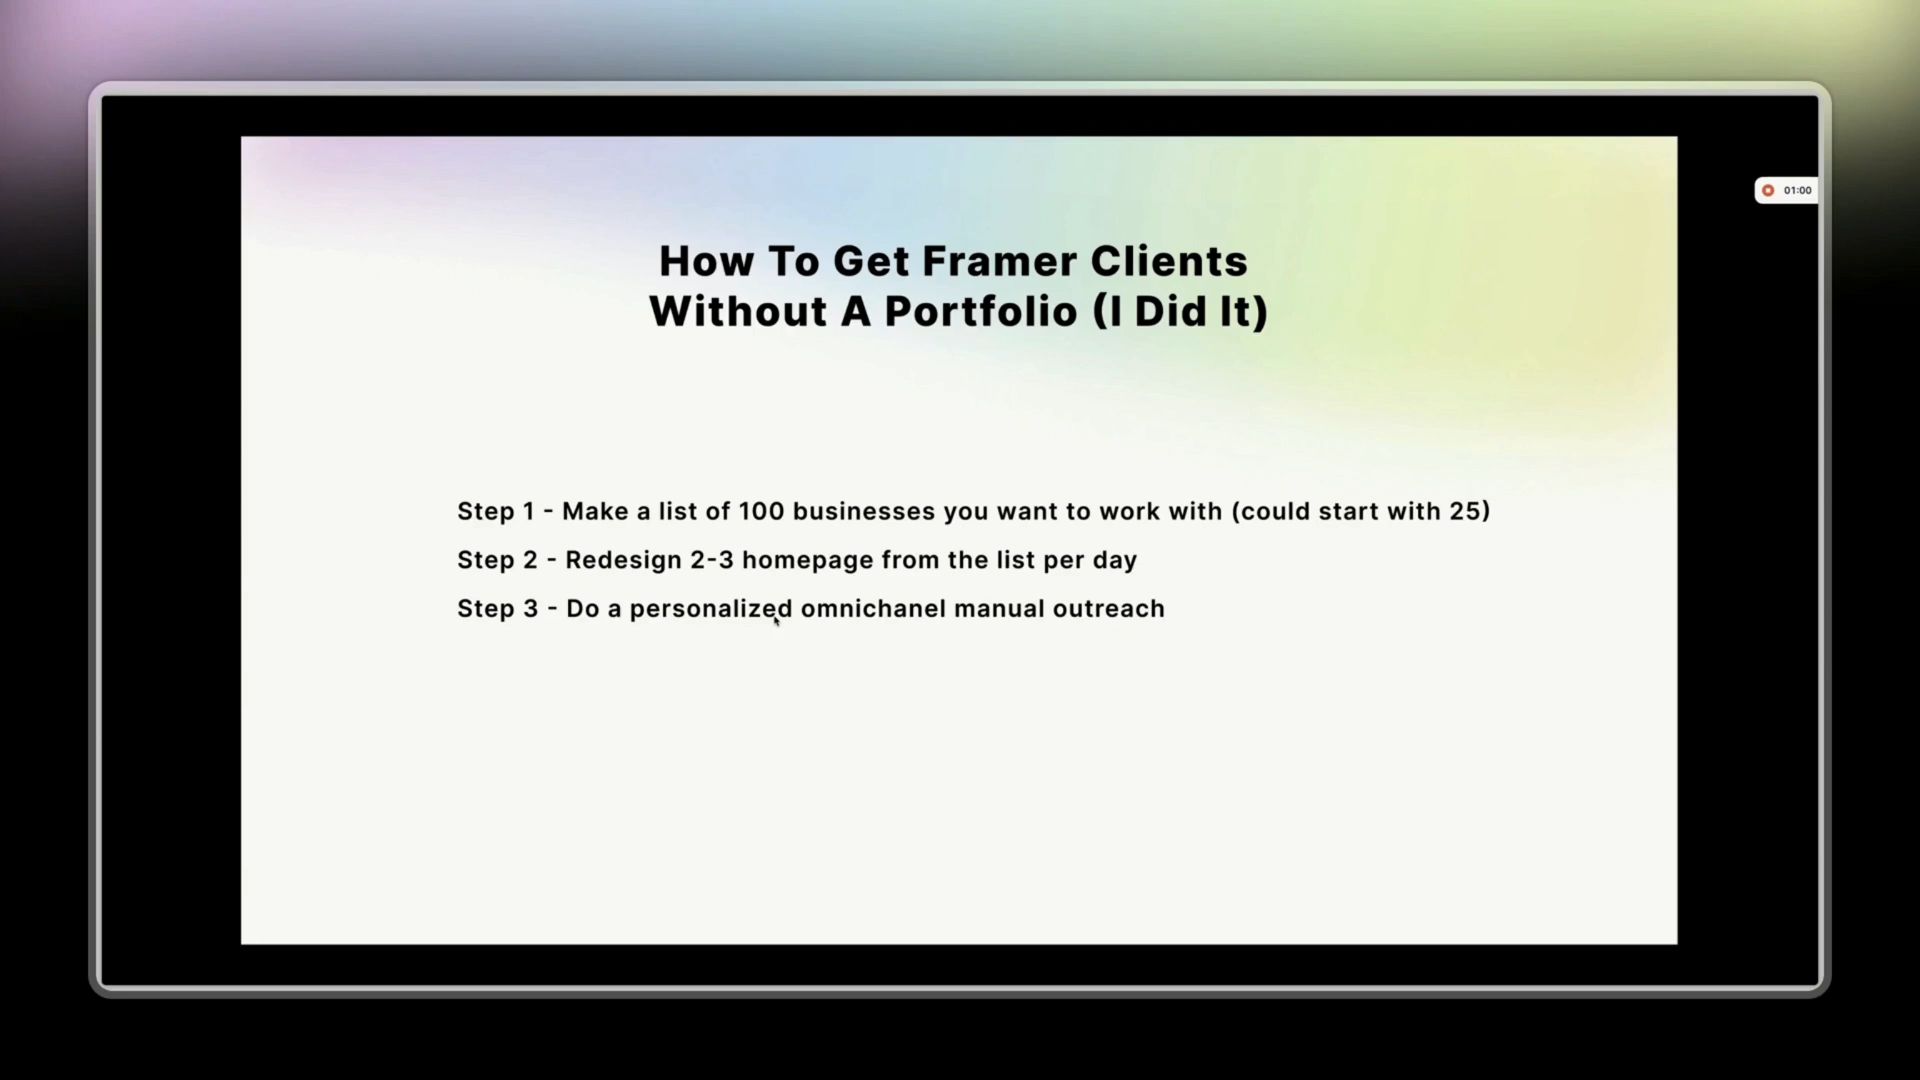 How To Get Framer Clients
Without A Portfolio (I Did It)
01:00
Step 1 - Make a list of 100 businesses you want to work with (could start with 25)
Step 2 - Redesign 2-3 homepage from the list per day
Step 3 - Do a personalized omnichanel manual outreach